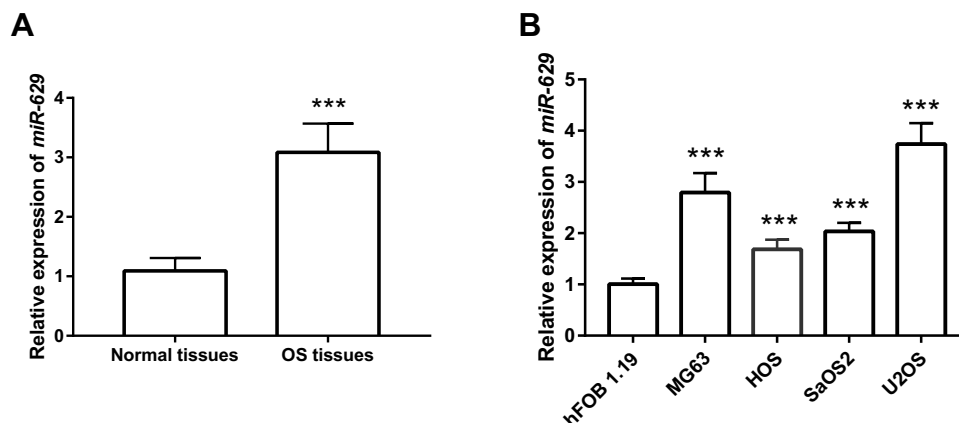 A
Relative expression of miR-629
4
3
2
1
0
***
Normal tissues
OS tissues
B
Relative expression of miR-629
5
4
3
2
1
0
***
***
***
***
hFOB 1.19
MG63
HOS
SaOS2
U2OS